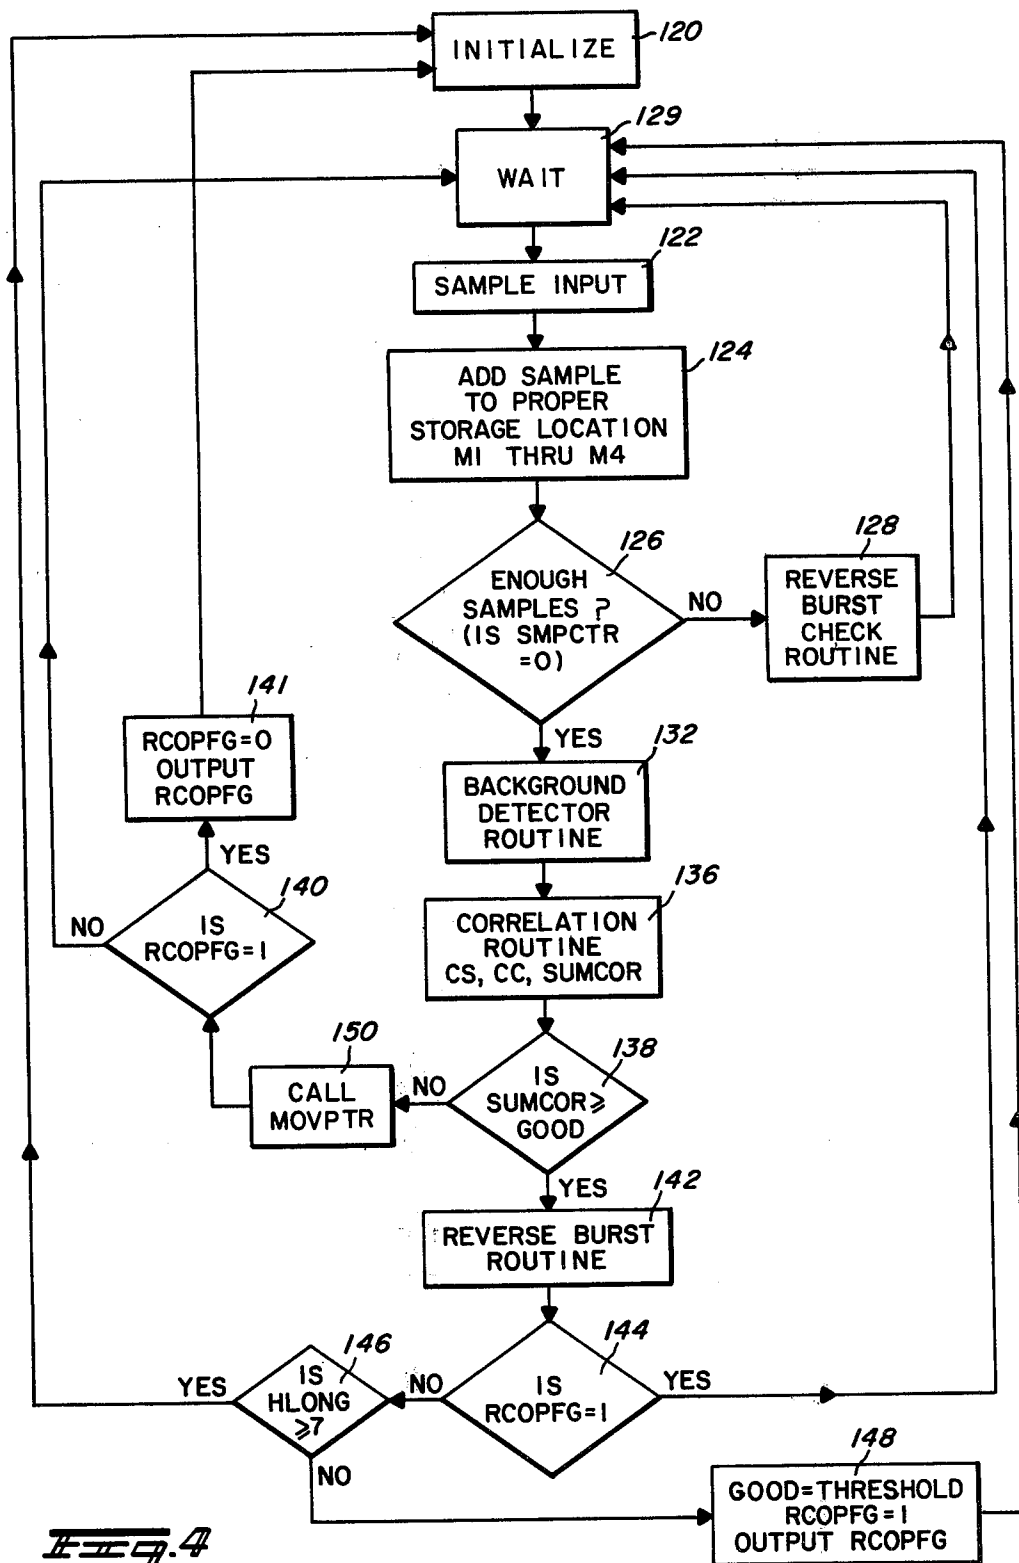 INITIALIZE
120
WAIT
129
SAMPLE INPUT
122
ADD SAMPLE
TO PROPER
STORAGE LOCATION
M1 THRU M4
124
ENOUGH
SAMPLES ?
(IS SMPCTR
=0)
126
NO
REVERSE
BURST
CHECK
ROUTINE
128
YES
BACKGROUND
DETECTOR
ROUTINE
132
CORRELATION
ROUTINE
CS, CC, SUMCOR
136
IS
SUMCOR ⩾
GOOD
138
NO
CALL
MOVPTR
150
IS
RCOPFG=1
140
NO
YES
RCOPFG=0
OUTPUT
RCOPFG
141
YES
REVERSE BURST
ROUTINE
142
IS
RCOPFG=1
144
YES
NO
IS
HLONG
⩾7
146
YES
NO
GOOD=THRESHOLD
RCOPFG=1
OUTPUT RCOPFG
148
Fig. 4